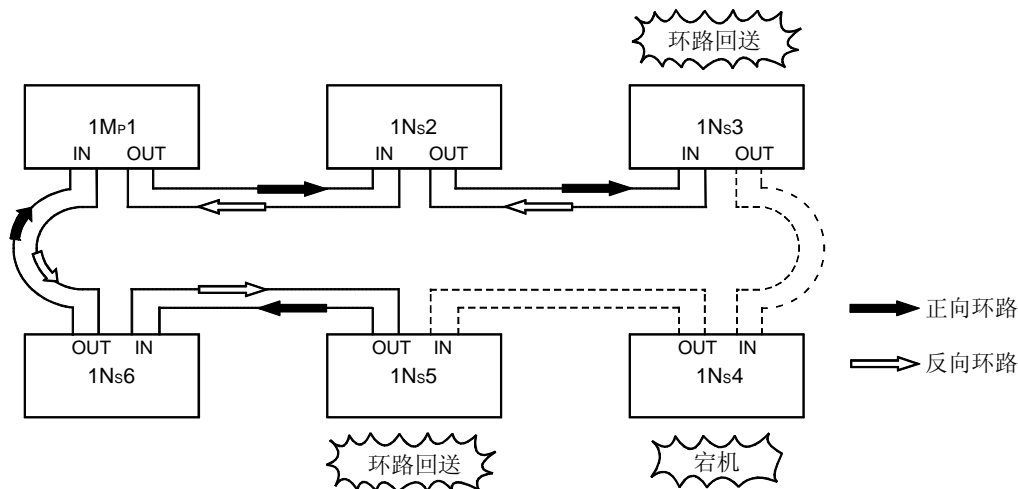 环路回送
1MP1
1NS2
1NS3
IN OUT
IN OUT
IN OUT
正向环路
反向环路
OUT IN
OUT IN
OUT IN
1NS6
1NS5
1NS4
环路回送
宕机